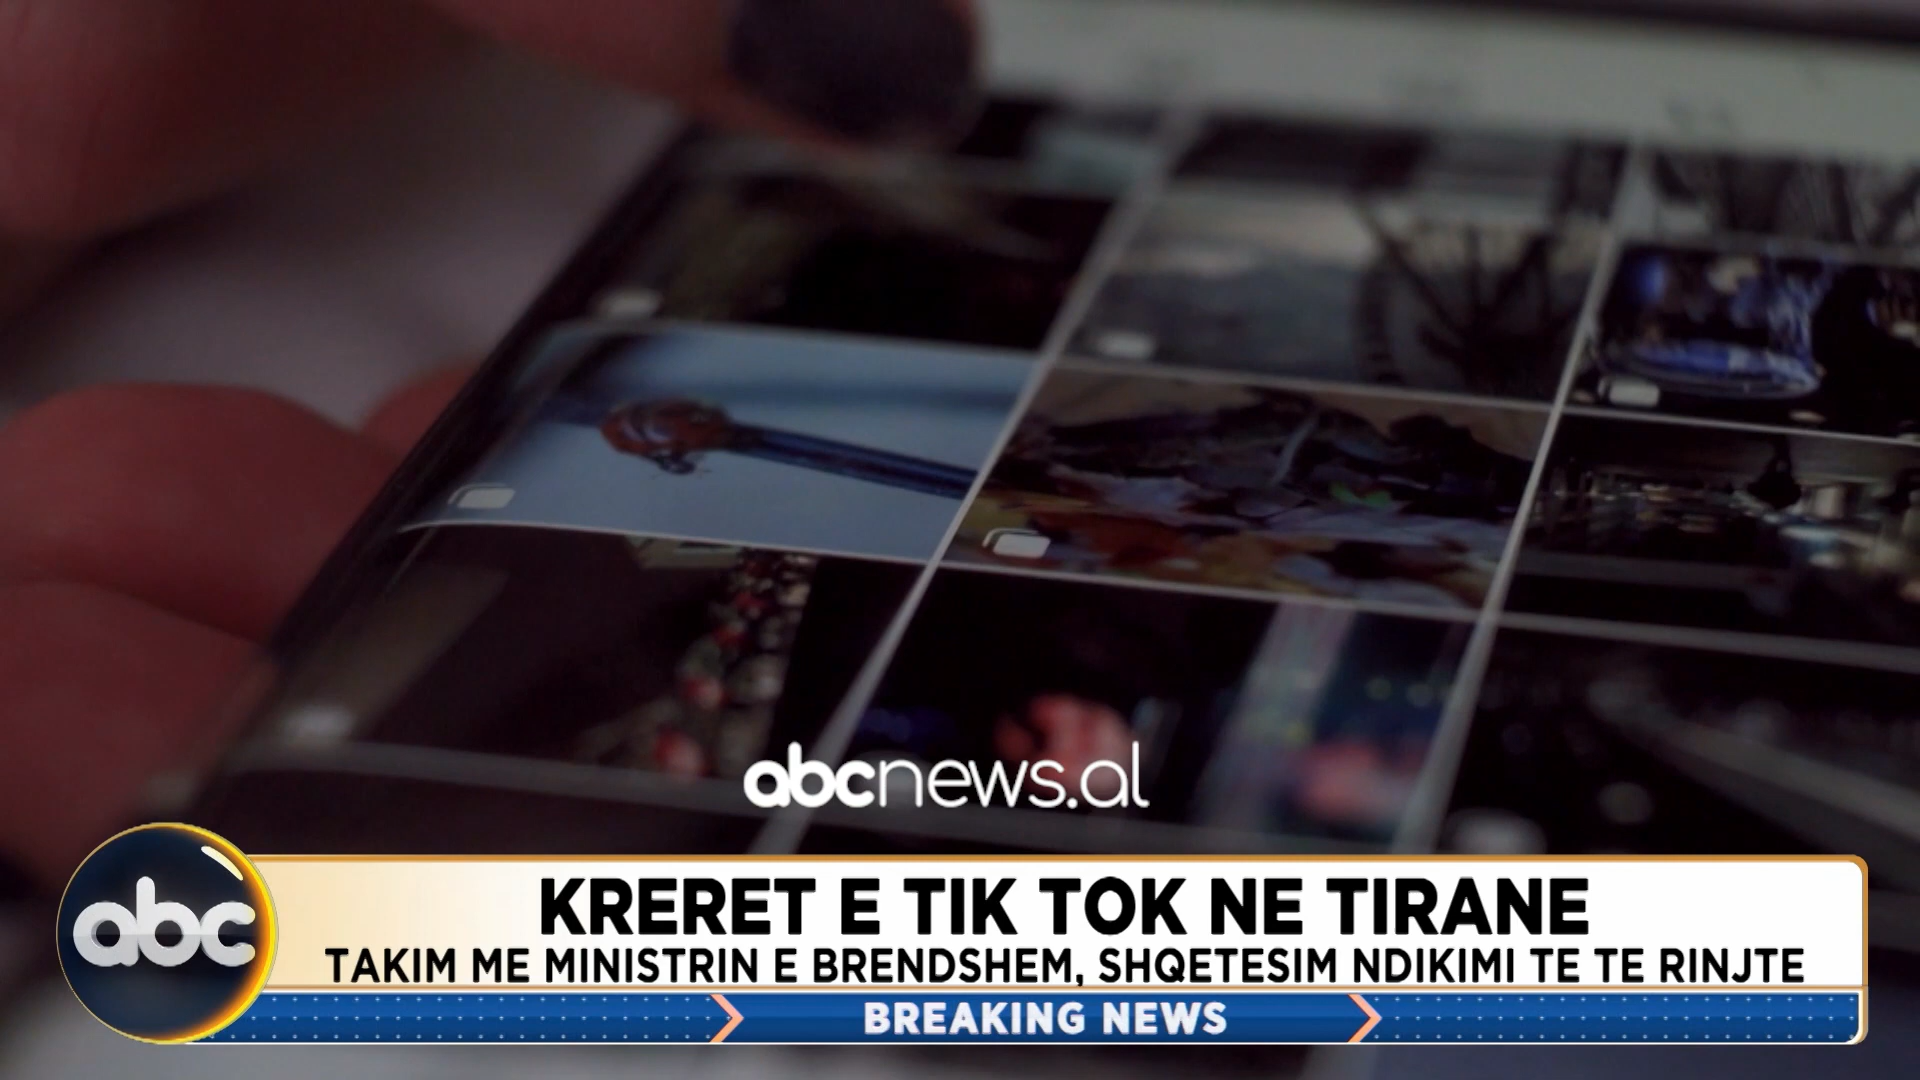 abcnews.al
abc
KRERET E TIK TOK NE TIRANE
TAKIM ME MINISTRIN E BRENDSHEM, SHQETESIM NDIKIMI TE TE RINJTE
BREAKING NEWS